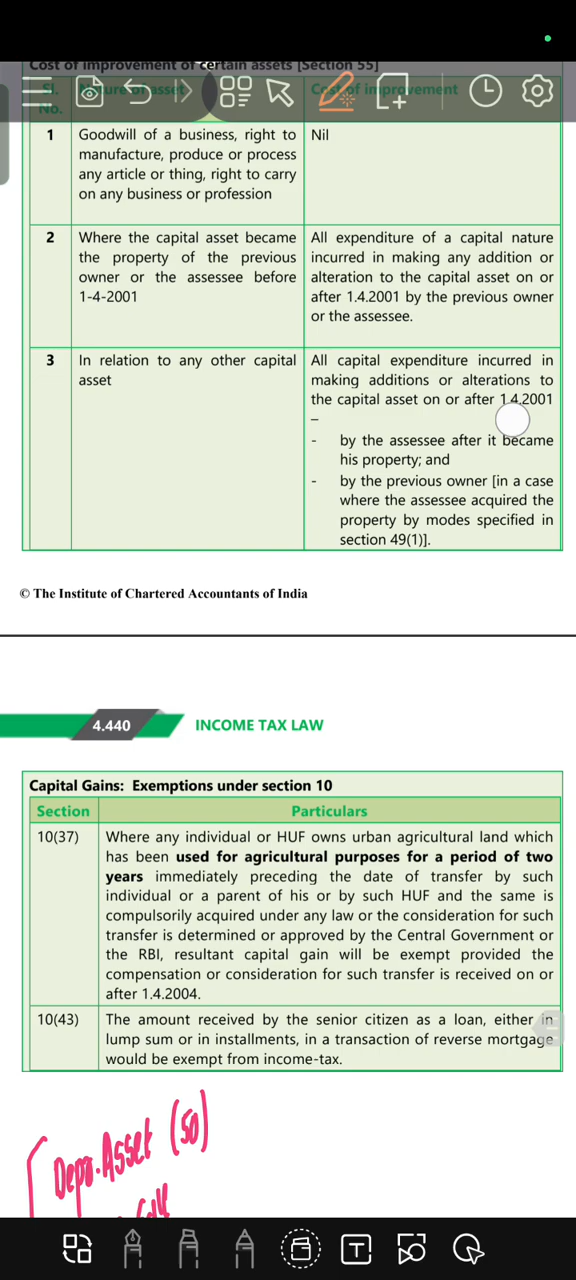 Cost of improvement of certain assets [Section 55]
Sl. No.
Nature of asset
Cost of improvement
1
Goodwill of a business, right to
manufacture, produce or process
any article or thing, right to carry
on any business or profession
Nil
2
Where the capital asset became
the property of the previous
owner or the assessee before
1-4-2001
All expenditure of a capital nature
incurred in making any addition or
alteration to the capital asset on or
after 1.4.2001 by the previous owner
or the assessee.
3
In relation to any other capital
asset
All capital expenditure incurred in
making additions or alterations to
the capital asset on or after 1.4.2001
–
- by the assessee after it became
his property; and
- by the previous owner [in a case
where the assessee acquired the
property by modes specified in
section 49(1)].
© The Institute of Chartered Accountants of India
4.440
INCOME TAX LAW
Capital Gains: Exemptions under section 10
Section
Particulars
10(37)
Where any individual or HUF owns urban agricultural land which
has been used for agricultural purposes for a period of two
years immediately preceding the date of transfer by such
individual or a parent of his or by such HUF and the same is
compulsorily acquired under any law or the consideration for such
transfer is determined or approved by the Central Government or
the RBI, resultant capital gain will be exempt provided the
compensation or consideration for such transfer is received on or
after 1.4.2004.
10(43)
The amount received by the senior citizen as a loan, either in
lump sum or in installments, in a transaction of reverse mortgage
would be exempt from income-tax.
Depo. Asset (50)
T